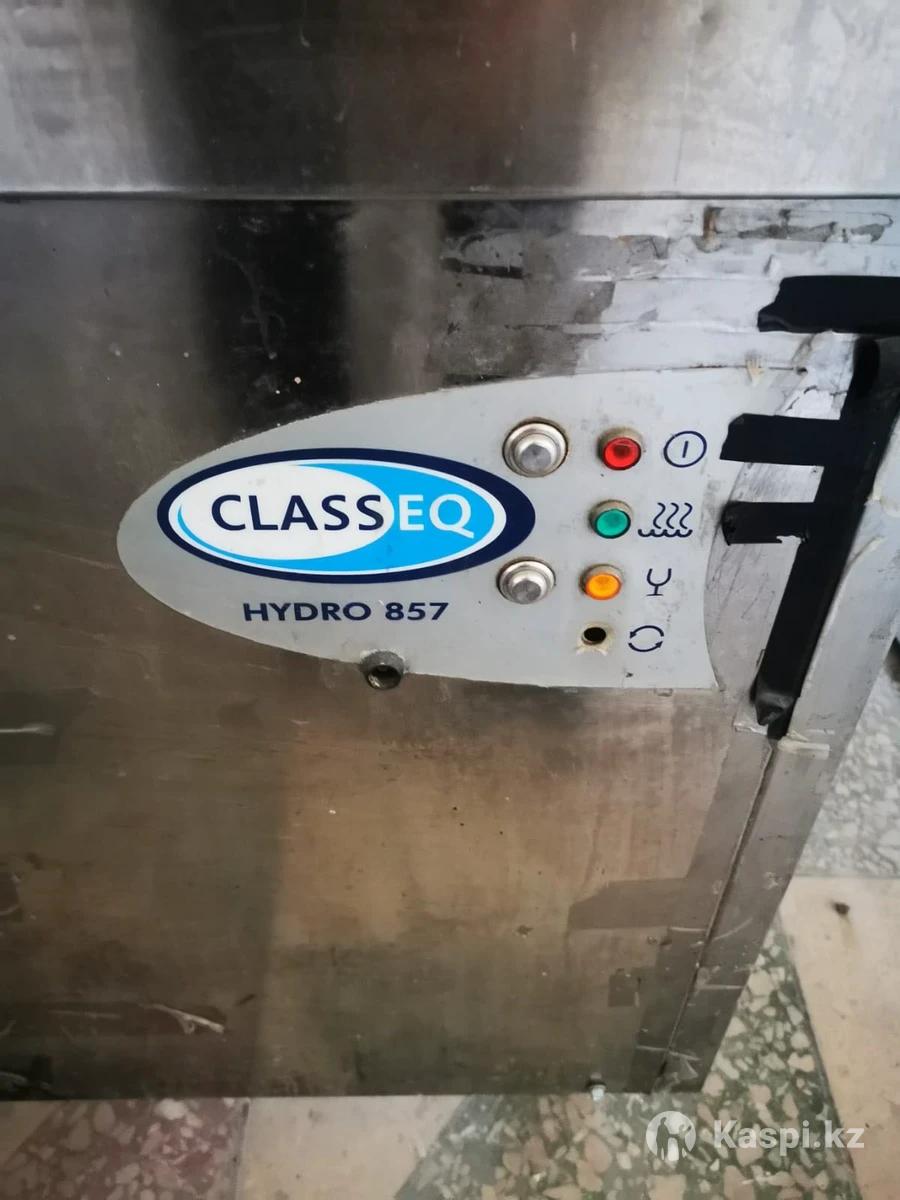 CLASSEQ
HYDRO 857
Kaspi.kz